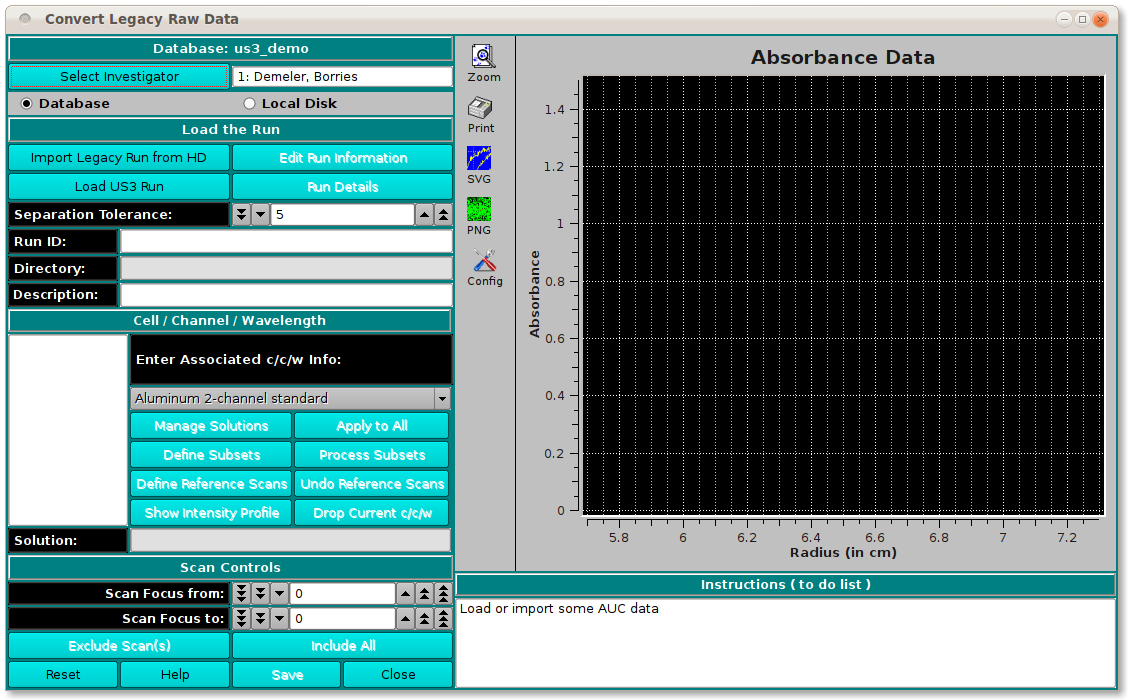 Convert Legacy Raw Data
Database: us3_demo
Select Investigator
1: Demeler, Borries
Database
Local Disk
Load the Run
Import Legacy Run from HD
Edit Run Information
Load US3 Run
Run Details
Separation Tolerance:
5
Run ID:
Directory:
Description:
Cell / Channel / Wavelength
Enter Associated c/c/w Info:
Aluminum 2-channel standard
Manage Solutions
Apply to All
Define Subsets
Process Subsets
Define Reference Scans
Undo Reference Scans
Show Intensity Profile
Drop Current c/c/w
Solution:
Scan Controls
Scan Focus from:
0
Scan Focus to:
0
Exclude Scan(s)
Include All
Reset
Help
Save
Close
Zoom
Print
SVG
PNG
Config
Absorbance Data
Absorbance
1.4
1.2
1
0.8
0.6
0.4
0.2
0
5.8
6
6.2
6.4
6.6
6.8
7
7.2
Radius (in cm)
Instructions ( to do list )
Load or import some AUC data